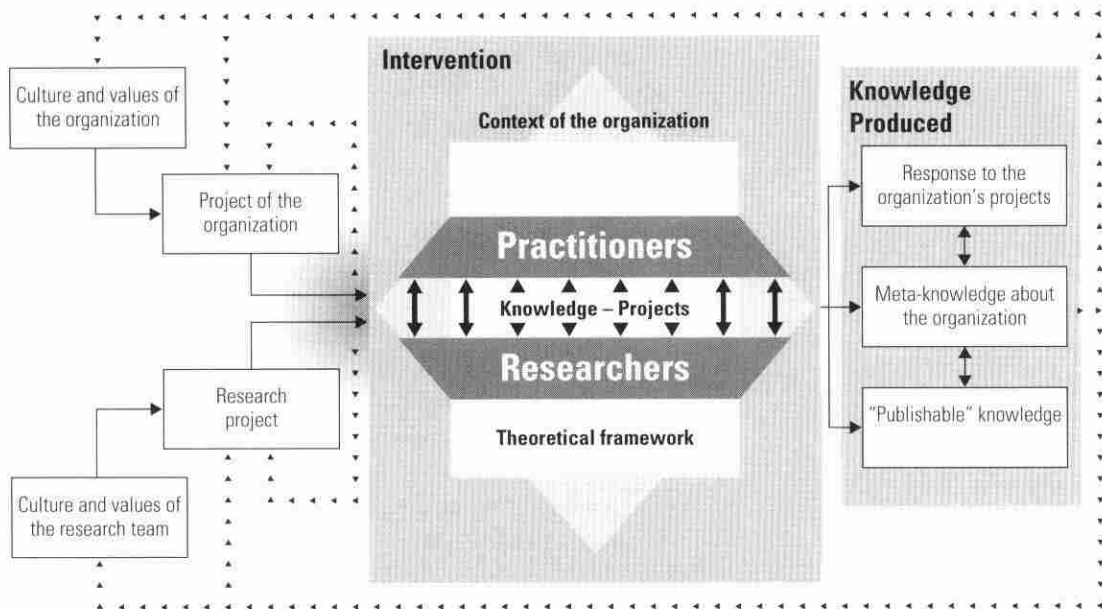 Culture and values of
the organization
Project of the
organization
Research
project
Culture and values of
the research team
Intervention
Context of the organization
Practitioners
Knowledge – Projects
Researchers
Theoretical framework
Knowledge
Produced
Response to the
organization's projects
Meta-knowledge about
the organization
"Publishable" knowledge